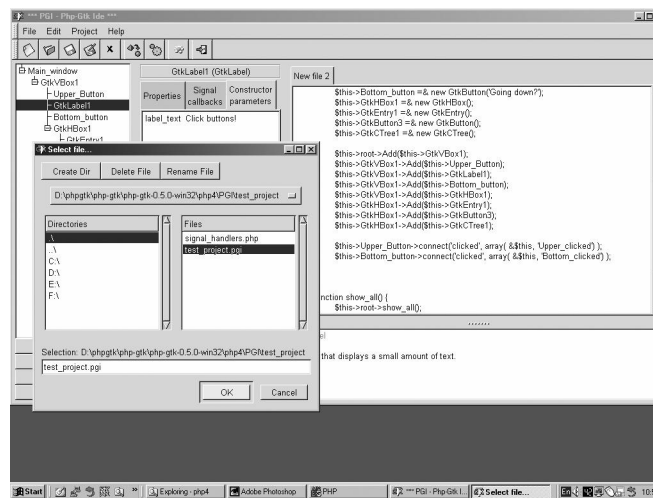 *** PGI - Php-Gtk Ide ***
File Edit Project Help
Main_window
GtkVBox1
Upper_Button
GtkLabel1
Bottom_button
GtkHBox1
GtkEntry1
GtkLabel1 (GtkLabel)
Properties
Signal callbacks
Constructor parameters
label_text Click buttons!
New file 2
$this->Bottom_button =& new GtkButton('Going down?');
$this->GtkHBox1 =& new GtkHBox();
$this->GtkEntry1 =& new GtkEntry();
$this->GtkButton3 =& new GtkButton();
$this->GtkCTree1 =& new GtkCTree();
$this->root->Add($this->GtkVBox1);
$this->GtkVBox1->Add($this->Upper_Button);
$this->GtkVBox1->Add($this->GtkLabel1);
$this->GtkVBox1->Add($this->Bottom_button);
$this->GtkVBox1->Add($this->GtkHBox1);
$this->GtkHBox1->Add($this->GtkEntry1);
$this->GtkHBox1->Add($this->GtkButton3);
$this->GtkHBox1->Add($this->GtkCTree1);
$this->Upper_Button->connect('clicked', array( &$this, 'Upper_clicked') );
$this->Bottom_button->connect('clicked', array( &$this, 'Bottom_clicked') );
nction show_all() {
$this->root->show_all();
that displays a small amount of text.
Select file...
Create Dir Delete File Rename File
D:\phpgtk\php-gtk\php-gtk-0.5.0-win32\php4\PGI\test_project
Directories
.\
..\
C:\
D:\
E:\
F:\
Files
signal_handlers.php
test_project.pgi
Selection: D:\phpgtk\php-gtk\php-gtk-0.5.0-win32\php4\PGI\test_project
test_project.pgi
OK Cancel
Start Exploring - php4 Adobe Photoshop PHP *** PGI - Php-Gtk I... Select file... En 10:5